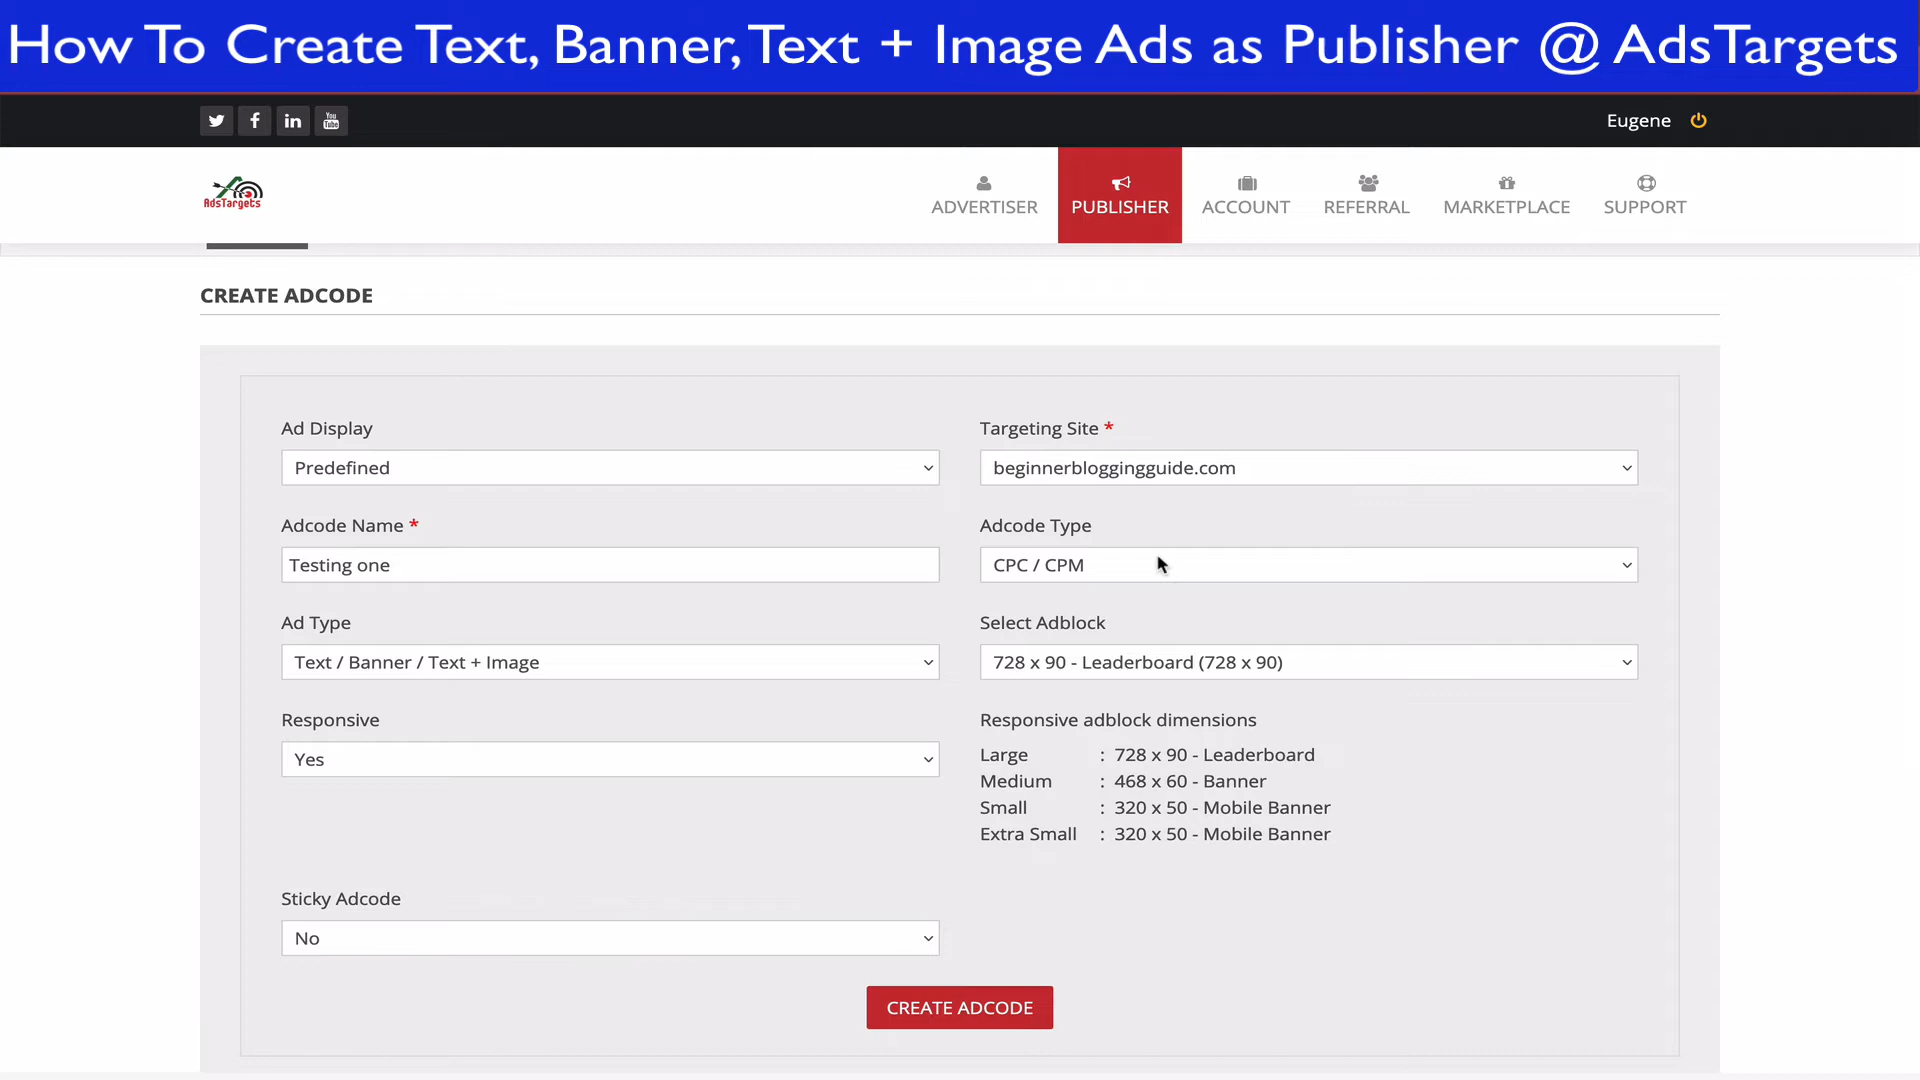 How To Create Text, Banner, Text + Image Ads as Publisher @ AdsTargets
You Tube
Eugene
AdsTargets
ADVERTISER
PUBLISHER
ACCOUNT
REFERRAL
MARKETPLACE
SUPPORT
CREATE ADCODE
Ad Display
Targeting Site *
Predefined
beginnerbloggingguide.com
Adcode Name *
Adcode Type
Testing one
CPC / CPM
Ad Type
Select Adblock
Text / Banner / Text + Image
728 x 90 - Leaderboard (728 x 90)
Responsive
Responsive adblock dimensions
Yes
Large : 728 x 90 - Leaderboard
Medium : 468 x 60 - Banner
Small : 320 x 50 - Mobile Banner
Extra Small : 320 x 50 - Mobile Banner
Sticky Adcode
No
CREATE ADCODE